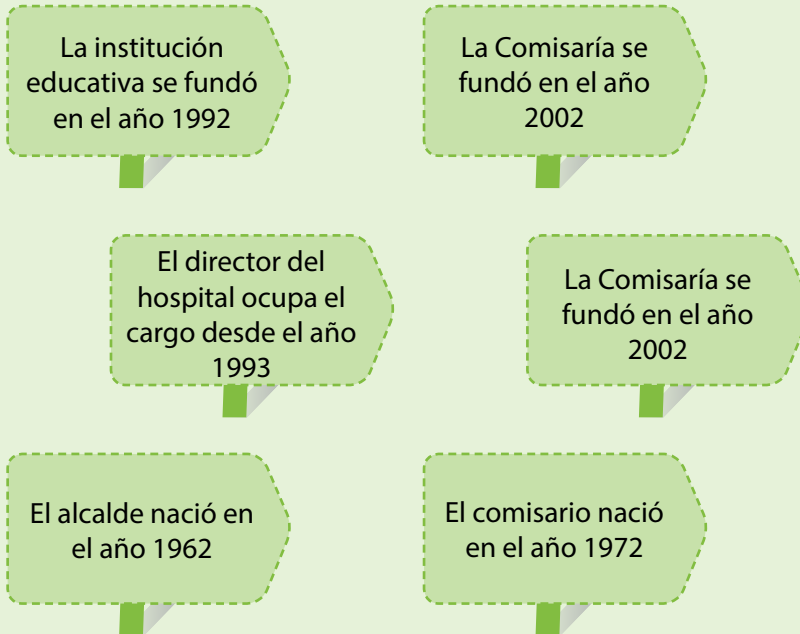 La institución
educativa se fundó
en el año 1992
La Comisaría se
fundó en el año
2002
El director del
hospital ocupa el
cargo desde el año
1993
La Comisaría se
fundó en el año
2002
El alcalde nació en
el año 1962
El comisario nació
en el año 1972